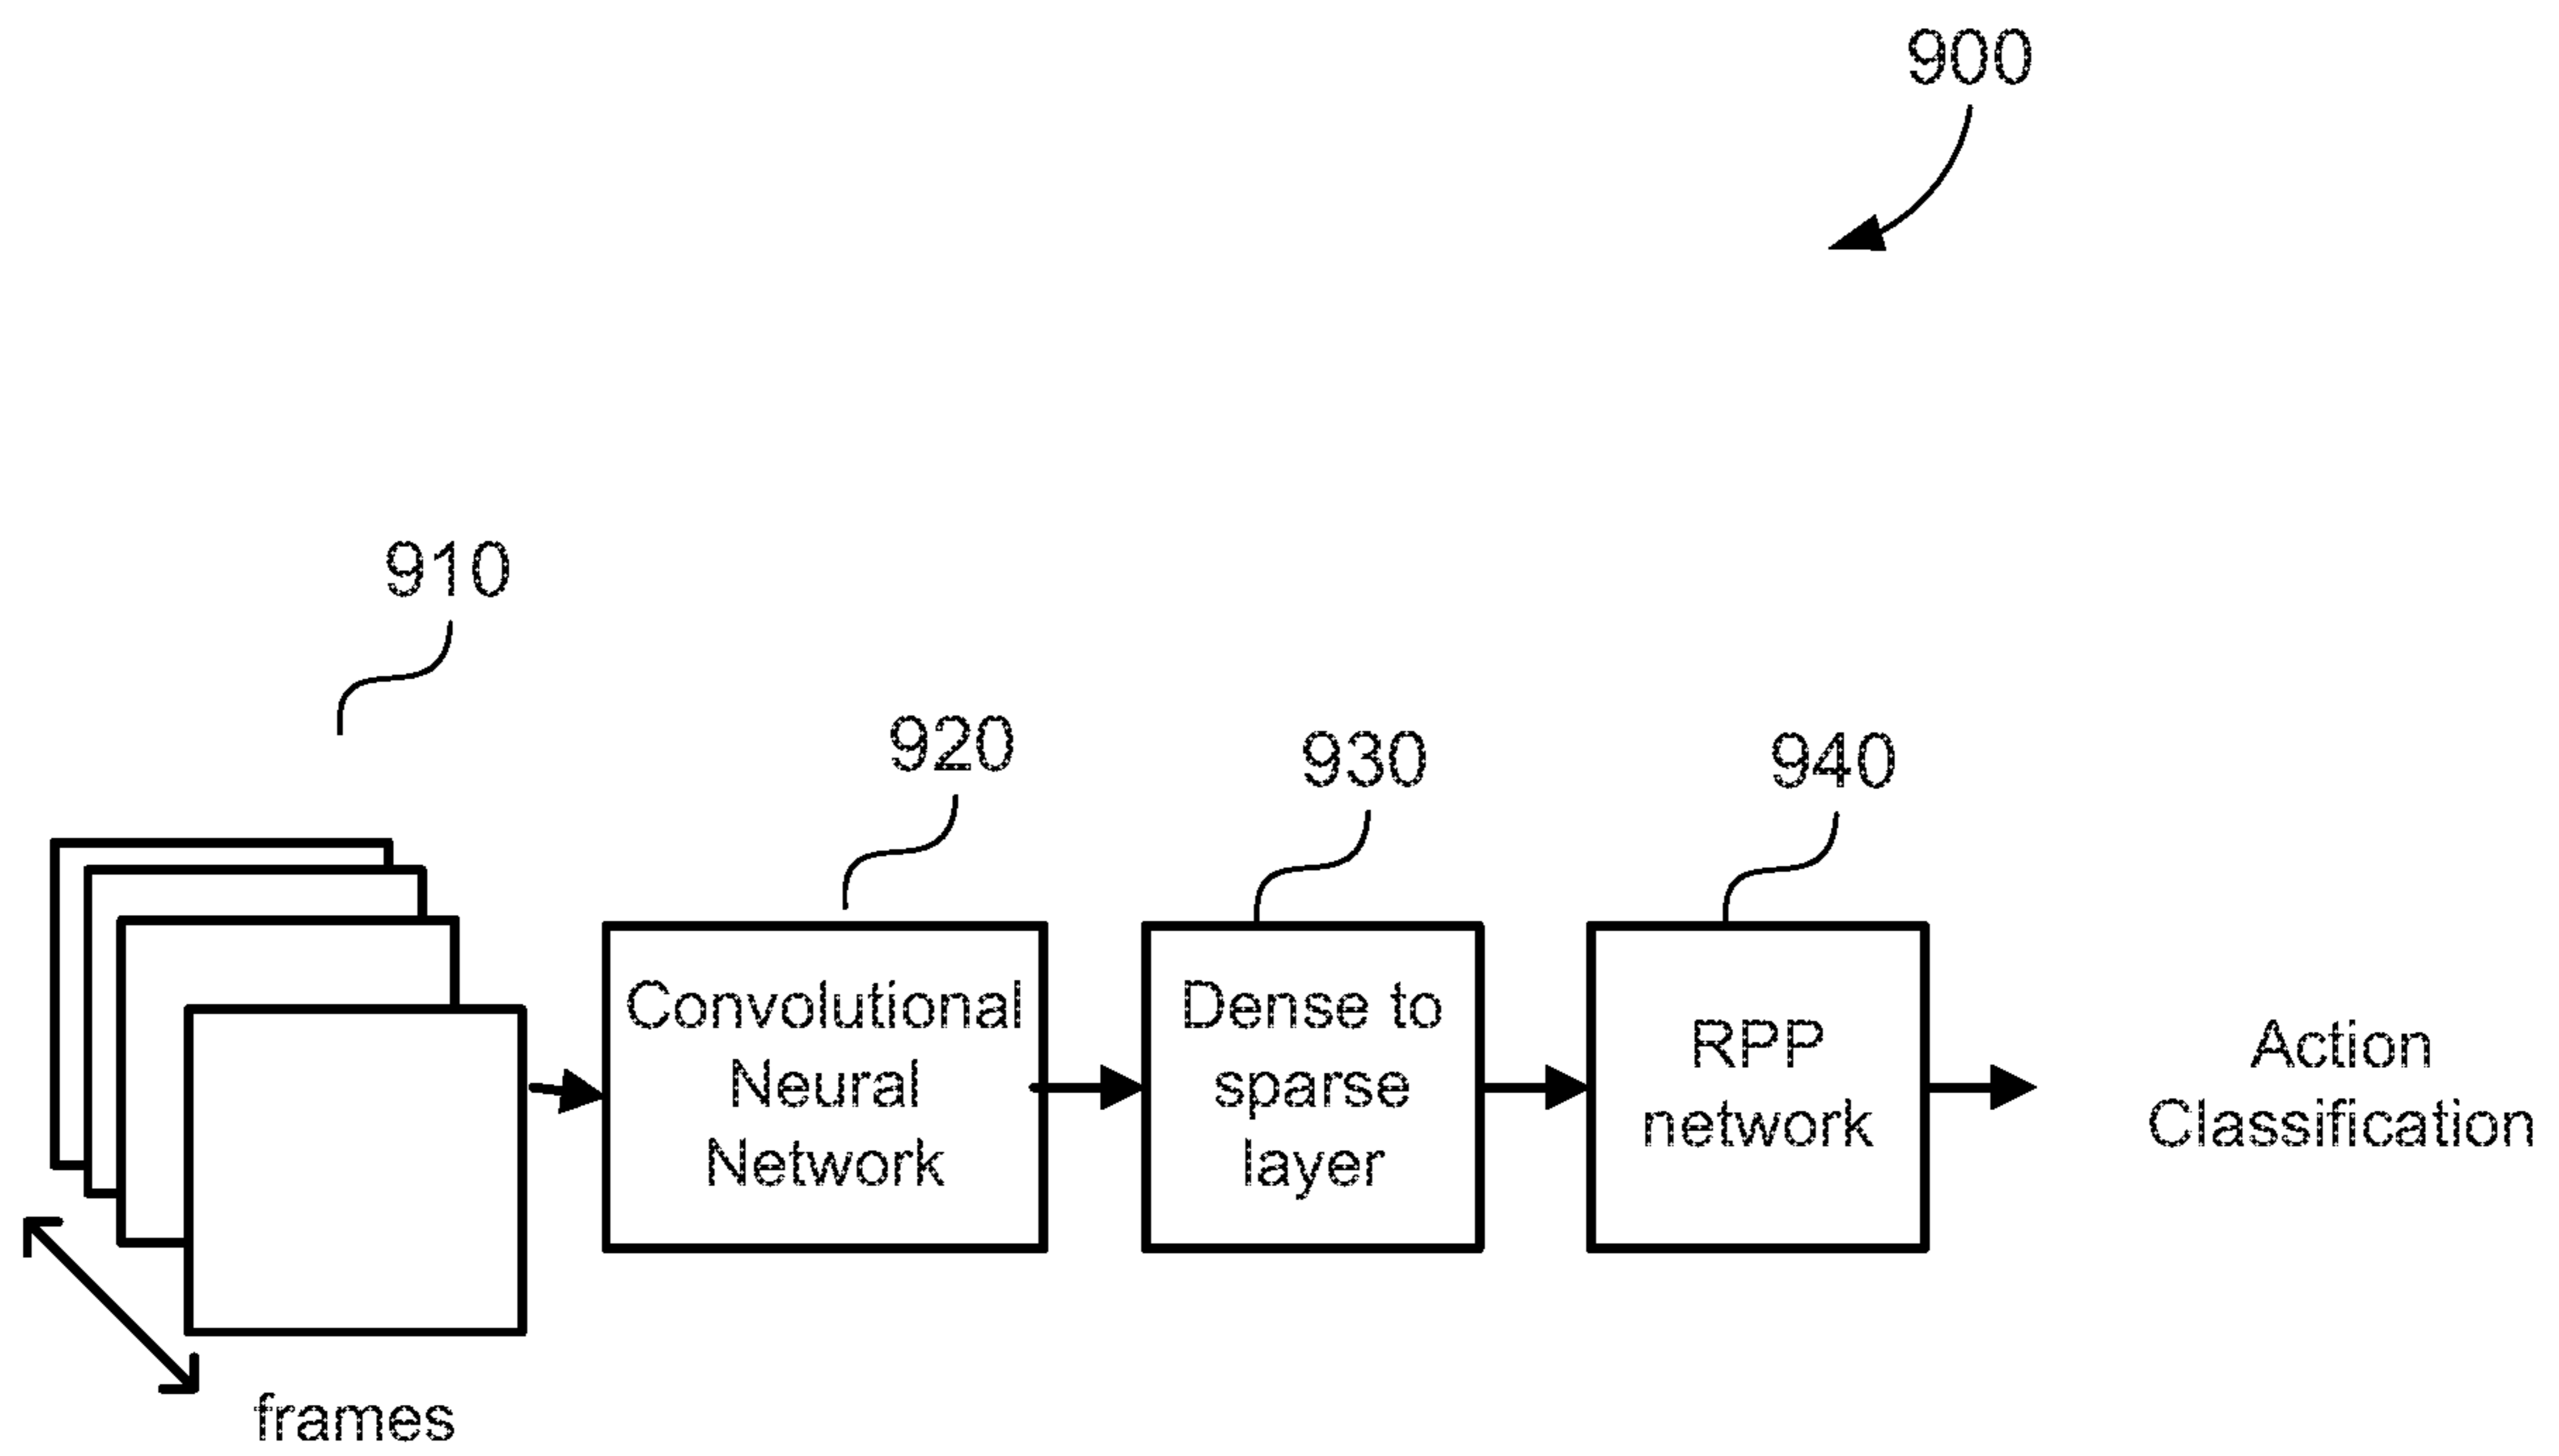 900
910
920
930
940
Convolutional
Neural
Network
Dense to
sparse
layer
RPP
network
Action
Classification
frames